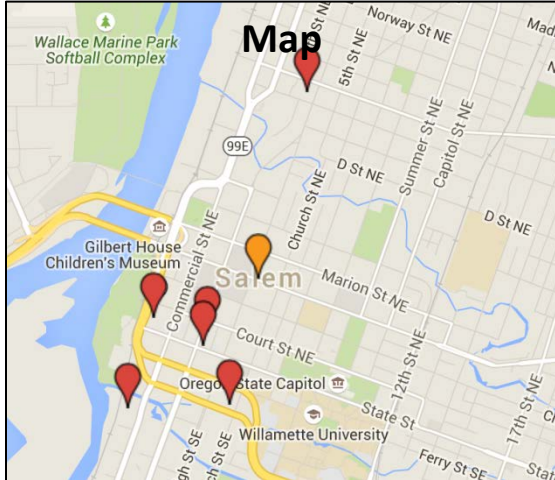 Map
Wallace Marine Park
Softball Complex
Norway St NE
5th St NE
99E
D St NE
Summer St NE
Capitol St NE
Church St NE
D St NE
Gilbert House
Children's Museum
Commercial St NE
Salem
Marion St NE
Court St NE
12th St NE
Oregon State Capitol
State St
17th St NE
Willamette University
Ferry St SE